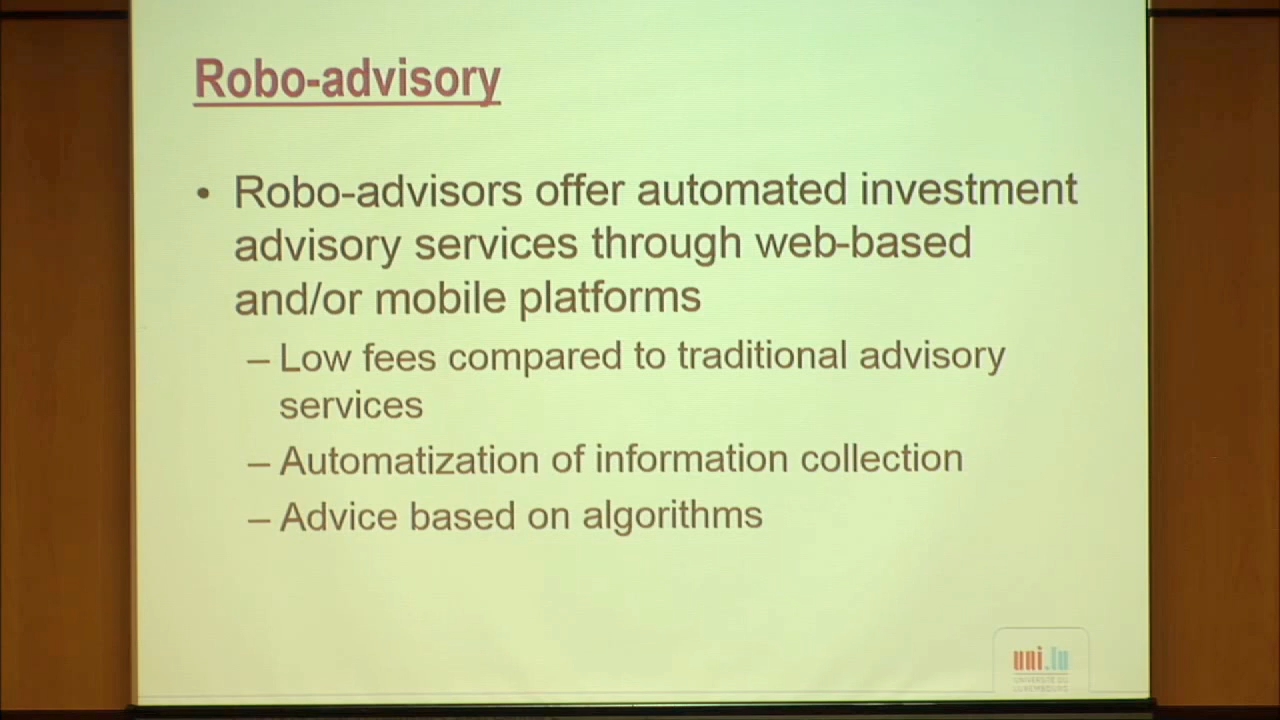 Robo-advisory
• Robo-advisors offer automated investment
advisory services through web-based
and/or mobile platforms
– Low fees compared to traditional advisory
services
– Automatization of information collection
– Advice based on algorithms
uni.lu
UNIVERSITÉ DU
LUXEMBOURG